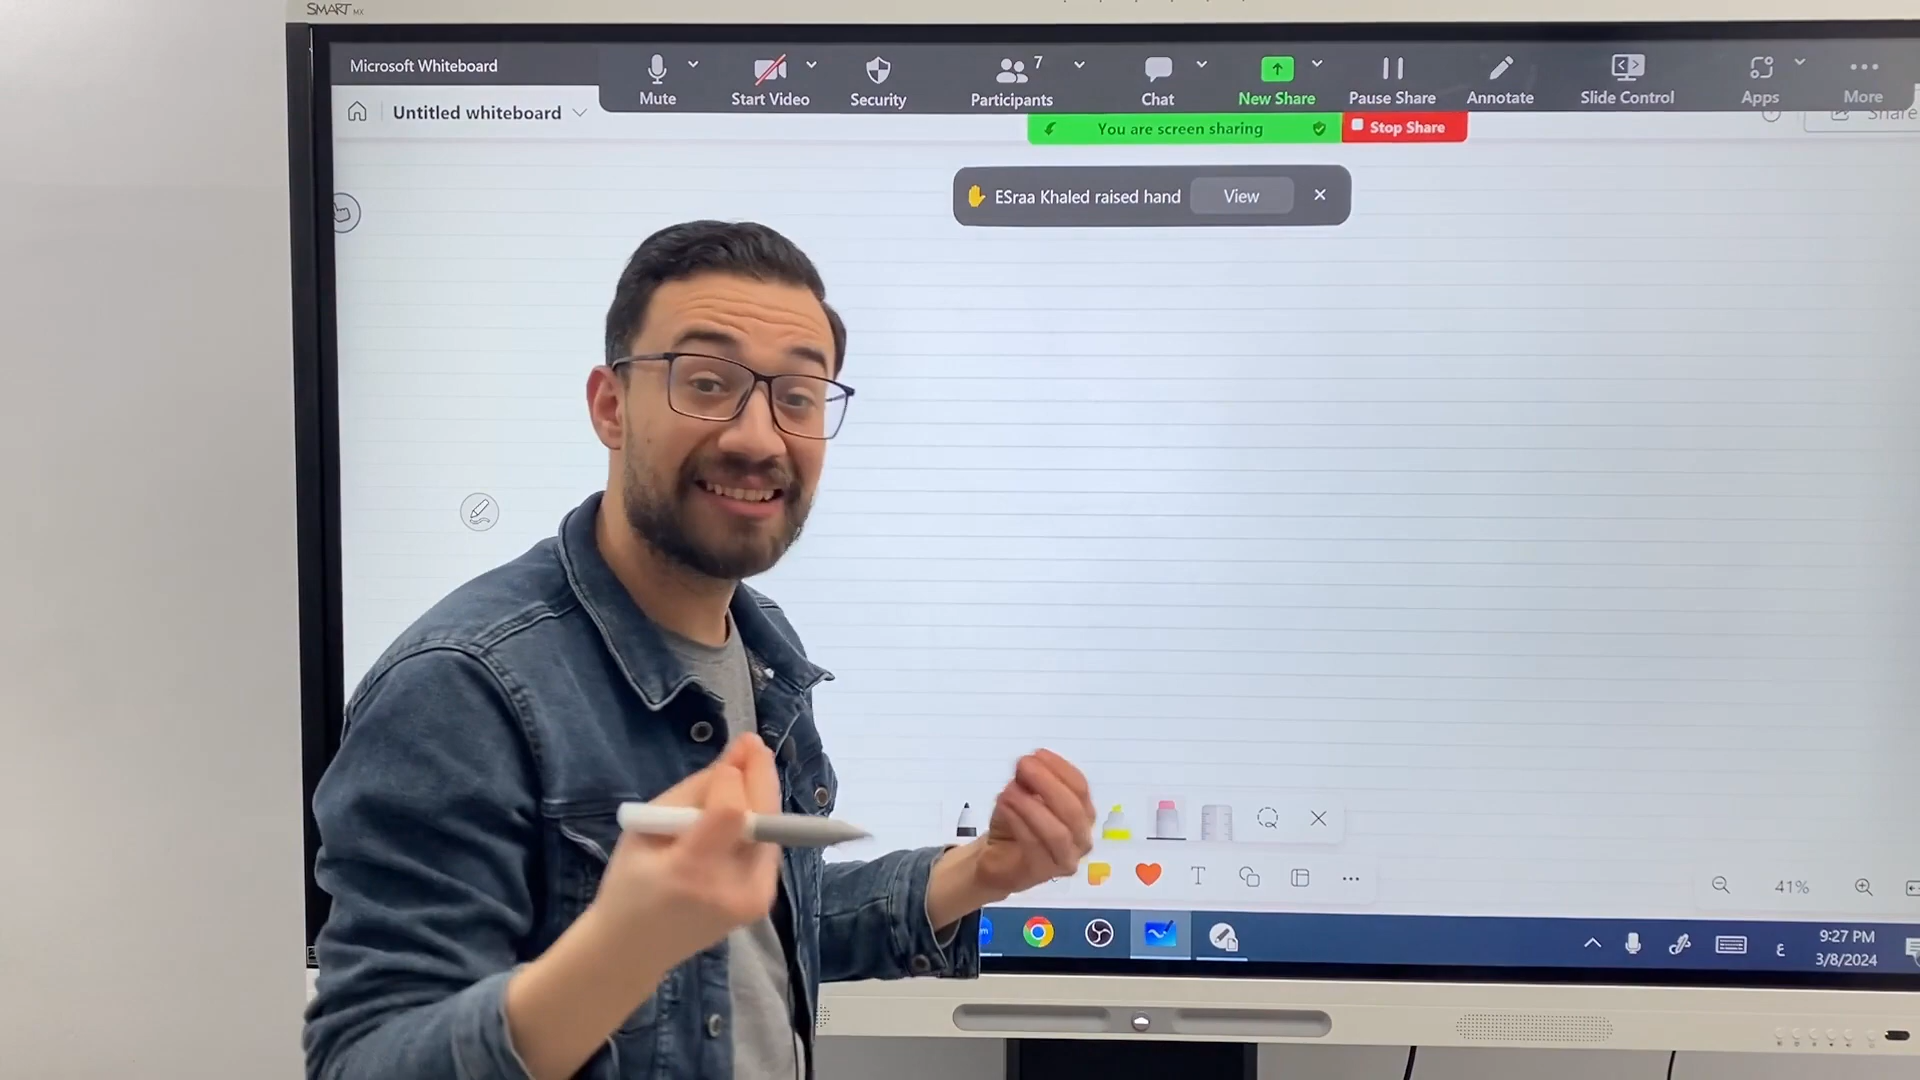 SMART MX
Microsoft Whiteboard
Mute
Start Video
Security
Participants
7
Chat
New Share
Pause Share
Annotate
Slide Control
Apps
More
Untitled whiteboard
You are screen sharing
Stop Share
Share
ESraa Khaled raised hand
View
T
41%
ع
9:27 PM
3/8/2024